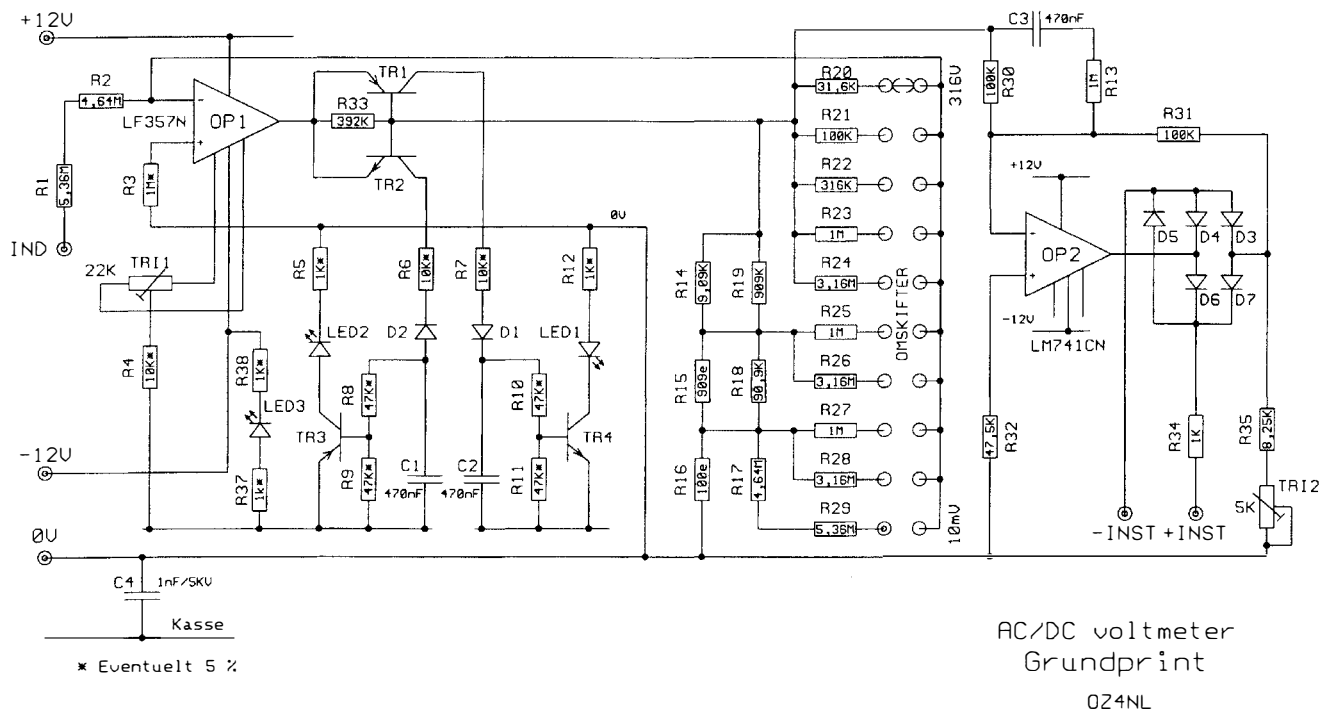 +12V
R2
4,64M
R1
5,36M
IND
LF357N
OP1
-
+
R3
1M*
TR1
R33
392K
TR2
22K
TRI1
R4
10K*
R38
1K*
LED3
R37
1k*
R5
1K*
LED2
R6
10K*
D2
R7
10K*
D1
R12
1K*
LED1
0V
R8
47K*
R9
47K*
TR3
C1
470nF
C2
470nF
R10
47K*
R11
47K*
TR4
-12V
0V
C4
1nF/5KV
Kasse
* Eventuelt 5 %
R14
9,09K
R19
909K
R15
909e
R18
90,9K
R16
100e
R17
4,64M
R20
31,6K
R21
100K
R22
316K
R23
1M
R24
3,16M
R25
1M
R26
3,16M
R27
1M
R28
3,16M
R29
5,36M
316V
OMSKIFTER
10mV
C3
470nF
R30
100K
R13
1M
R31
100K
+12V
-
OP2
+
-12V
LM741CN
R32
47,5K
D5
D4
D3
D6
D7
R34
1K
R35
8,25K
TRI2
5K
-INST
+INST
AC/DC voltmeter
Grundprint
OZ4NL